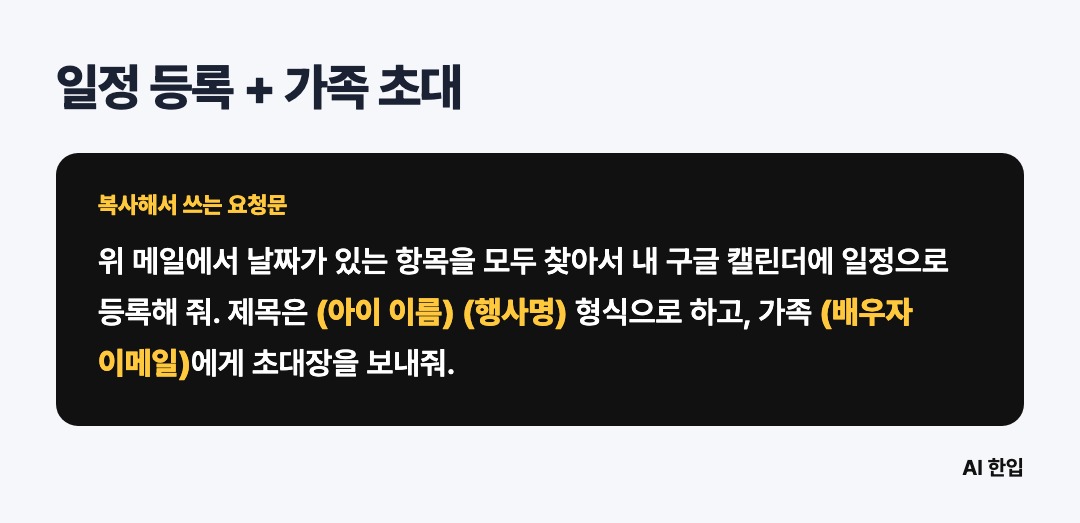 일정 등록 + 가족 초대
복사해서 쓰는 요청문
위 메일에서 날짜가 있는 항목을 모두 찾아서 내 구글 캘린더에 일정으로
등록해 줘. 제목은 (아이 이름) (행사명) 형식으로 하고, 가족 (배우자
이메일)에게 초대장을 보내줘.
AI 한입